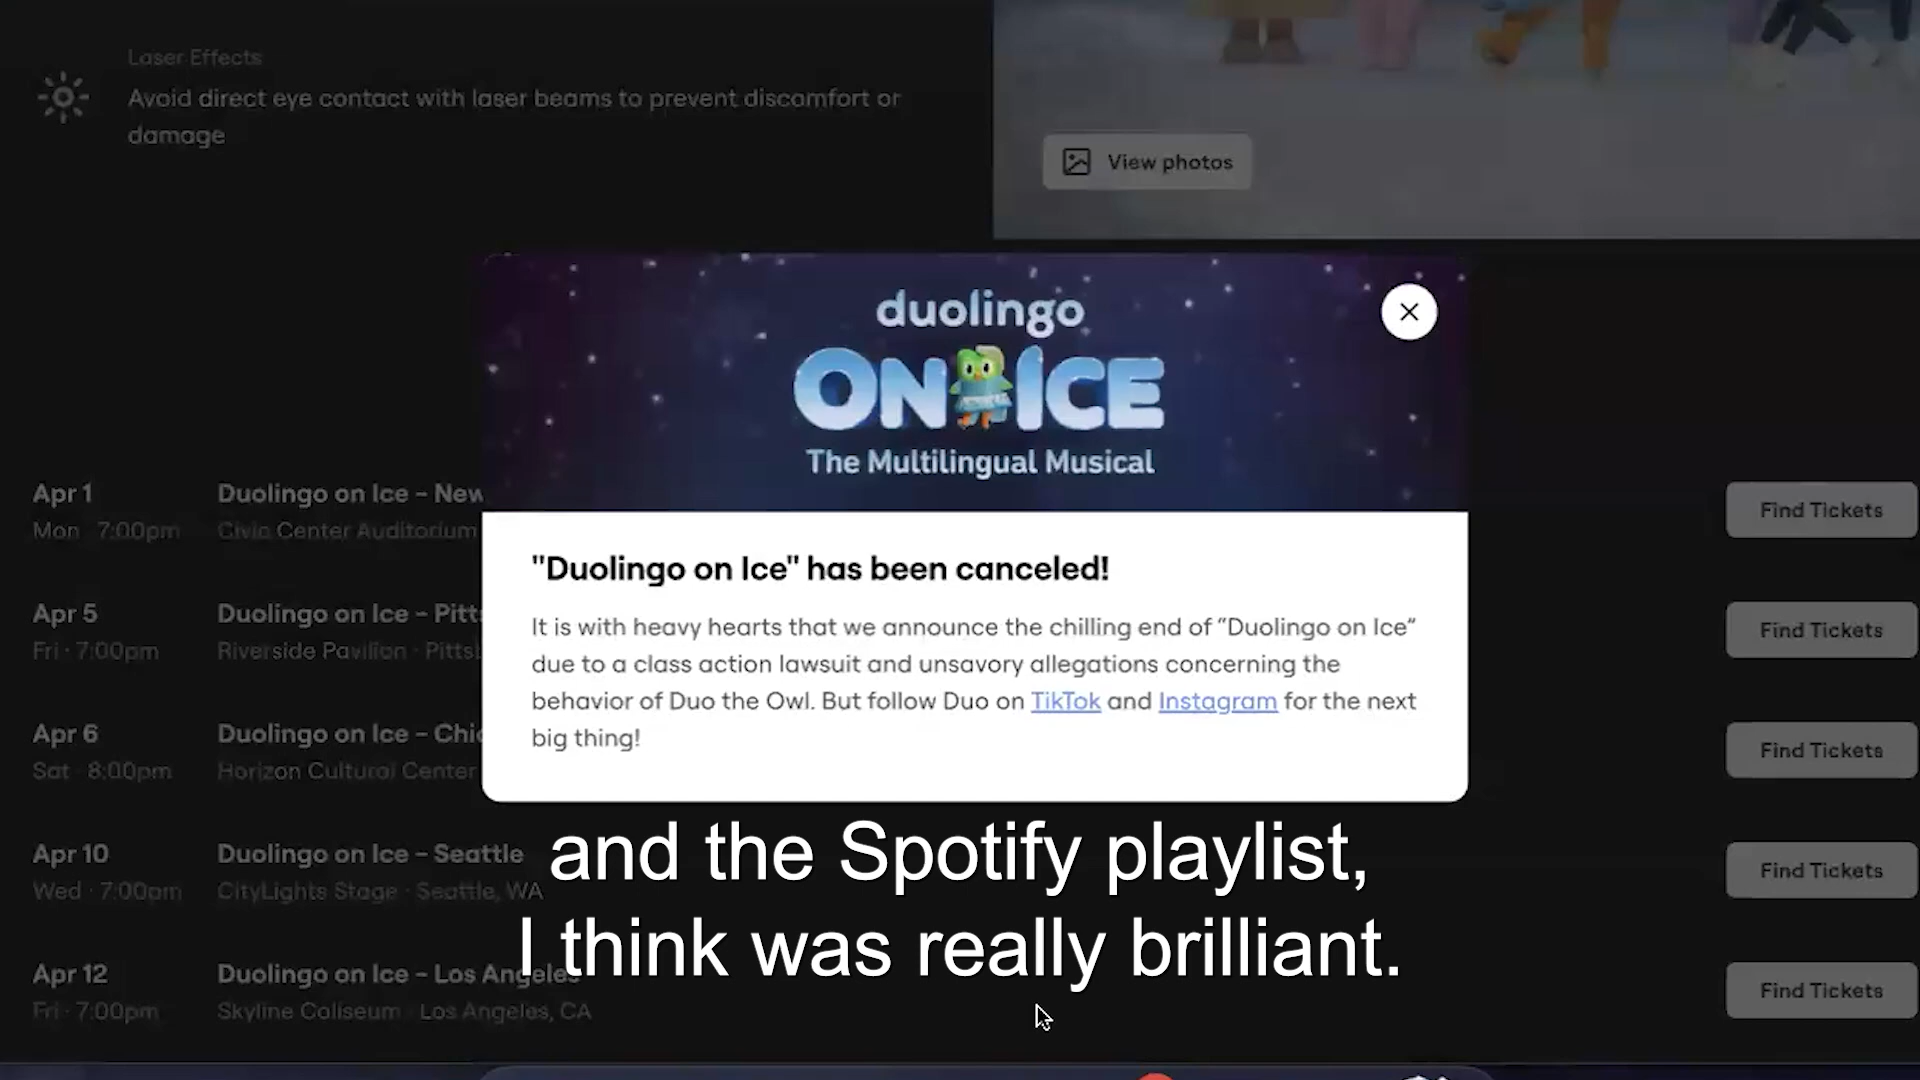 Laser Effects
Avoid direct eye contact with laser beams to prevent discomfort or
damage
View photos
duolingo
ON ICE
The Multilingual Musical
"Duolingo on Ice" has been canceled!
It is with heavy hearts that we announce the chilling end of “Duolingo on Ice”
due to a class action lawsuit and unsavory allegations concerning the
behavior of Duo the Owl. But follow Duo on TikTok and Instagram for the next
big thing!
Apr 1
Mon · 7:00pm
Duolingo on Ice – New
Civic Center Auditorium
Find Tickets
Apr 5
Fri · 7:00pm
Duolingo on Ice – Pitt
Riverside Pavilion · Pitts
Find Tickets
Apr 6
Sat · 8:00pm
Duolingo on Ice – Chi
Horizon Cultural Center
Find Tickets
Apr 10
Wed · 7:00pm
Duolingo on Ice – Seattle
CityLights Stage · Seattle, WA
Find Tickets
Apr 12
Fri · 7:00pm
Duolingo on Ice – Los Angeles
Skyline Coliseum · Los Angeles, CA
Find Tickets
and the Spotify playlist,
I think was really brilliant.